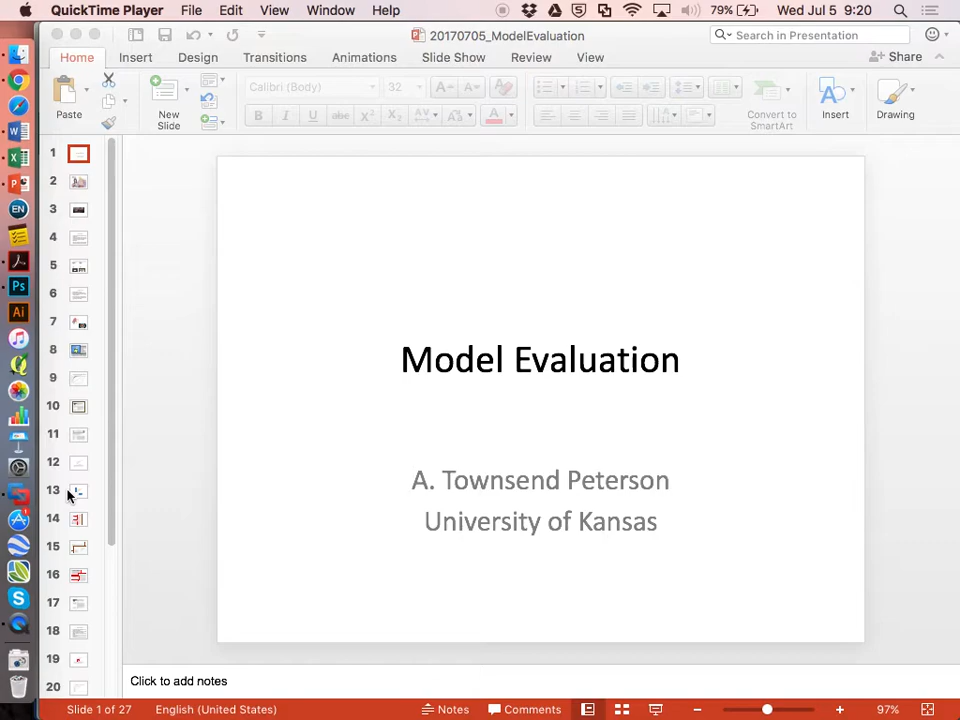 QuickTime Player File Edit View Window Help 79% Wed Jul 5 9:20
20170705_ModelEvaluation Search in Presentation
Home Insert Design Transitions Animations Slide Show Review View Share
Calibri (Body) 32
Paste New Slide Convert to SmartArt Insert Drawing
1
2
3
4
5
6
7
8
9
10
11
12
13
14
15
16
17
18
19
20
Model Evaluation
A. Townsend Peterson
University of Kansas
Click to add notes
Slide 1 of 27 English (United States) Notes Comments 97%